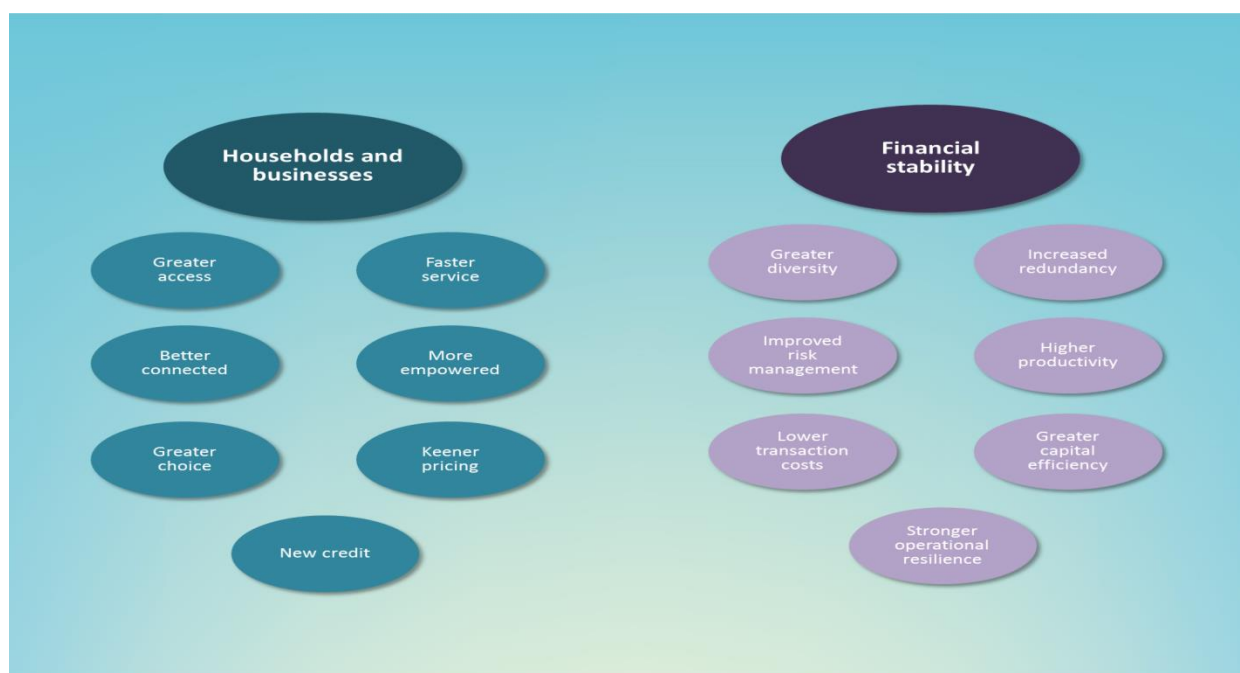 Households and
businesses
Greater
access
Faster
service
Better
connected
More
empowered
Greater
choice
Keener
pricing
New credit
Financial
stability
Greater
diversity
Increased
redundancy
Improved
risk
management
Higher
productivity
Lower
transaction
costs
Greater
capital
efficiency
Stronger
operational
resilience